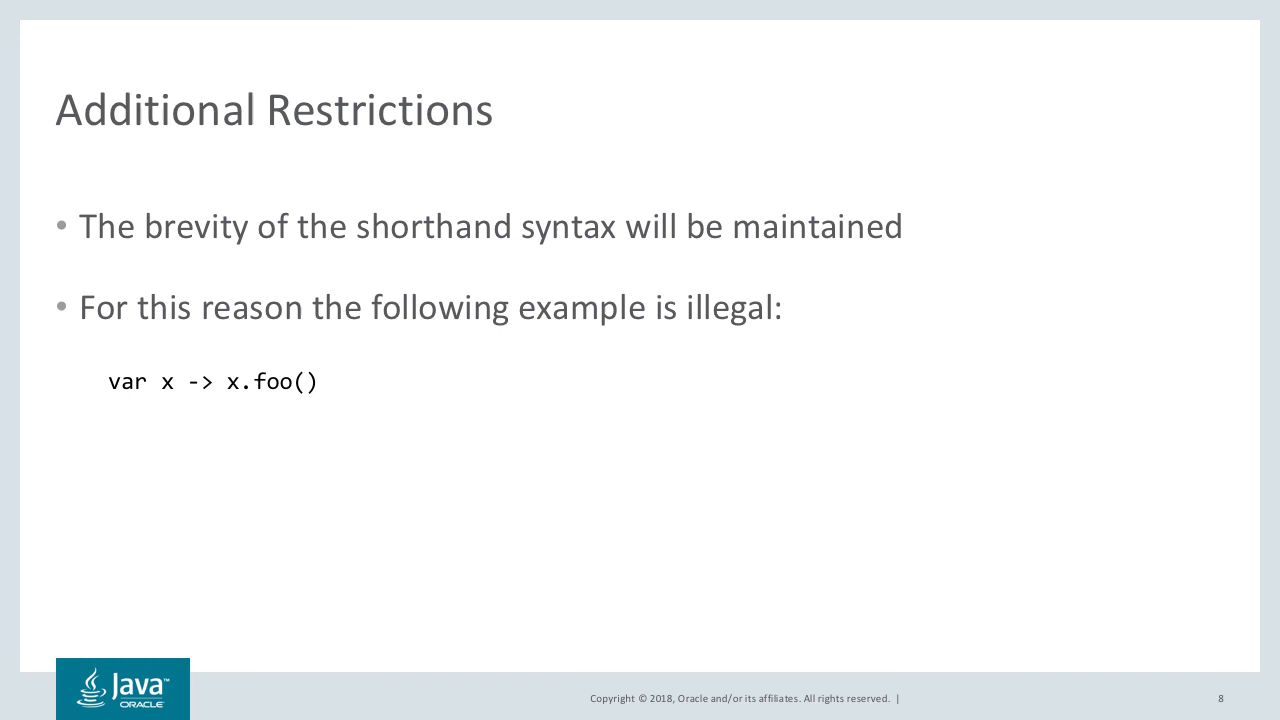 Additional Restrictions
• The brevity of the shorthand syntax will be maintained
• For this reason the following example is illegal:
var x -> x.foo()
Java™
ORACLE
Copyright © 2018, Oracle and/or its affiliates. All rights reserved. |
8